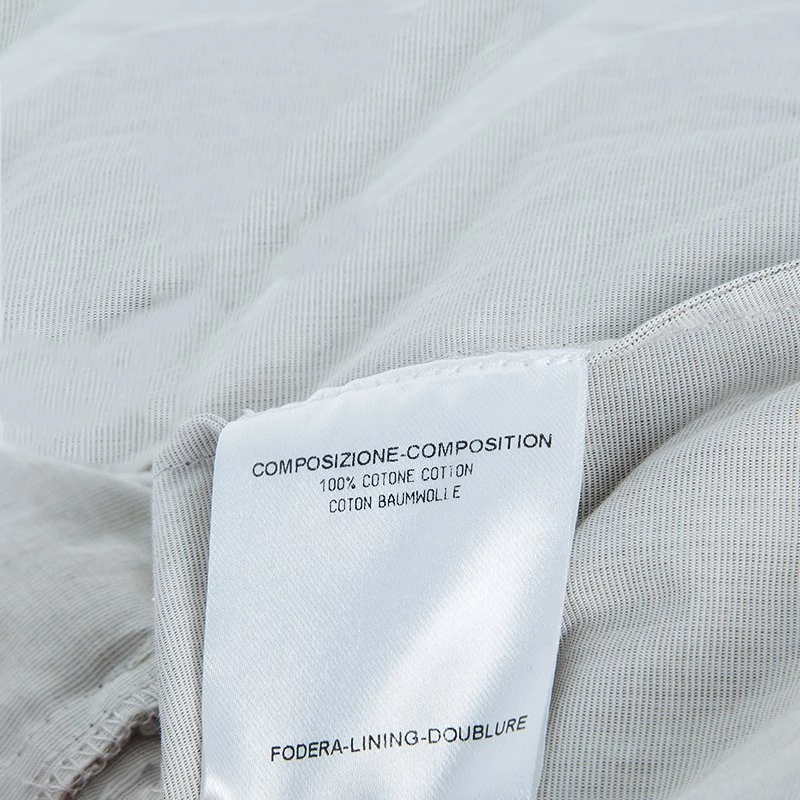 COMPOSIZIONE-COMPOSITION
100% COTONE COTTON
COTON BAUMWOLLE
FODERA-LINING-DOUBLURE